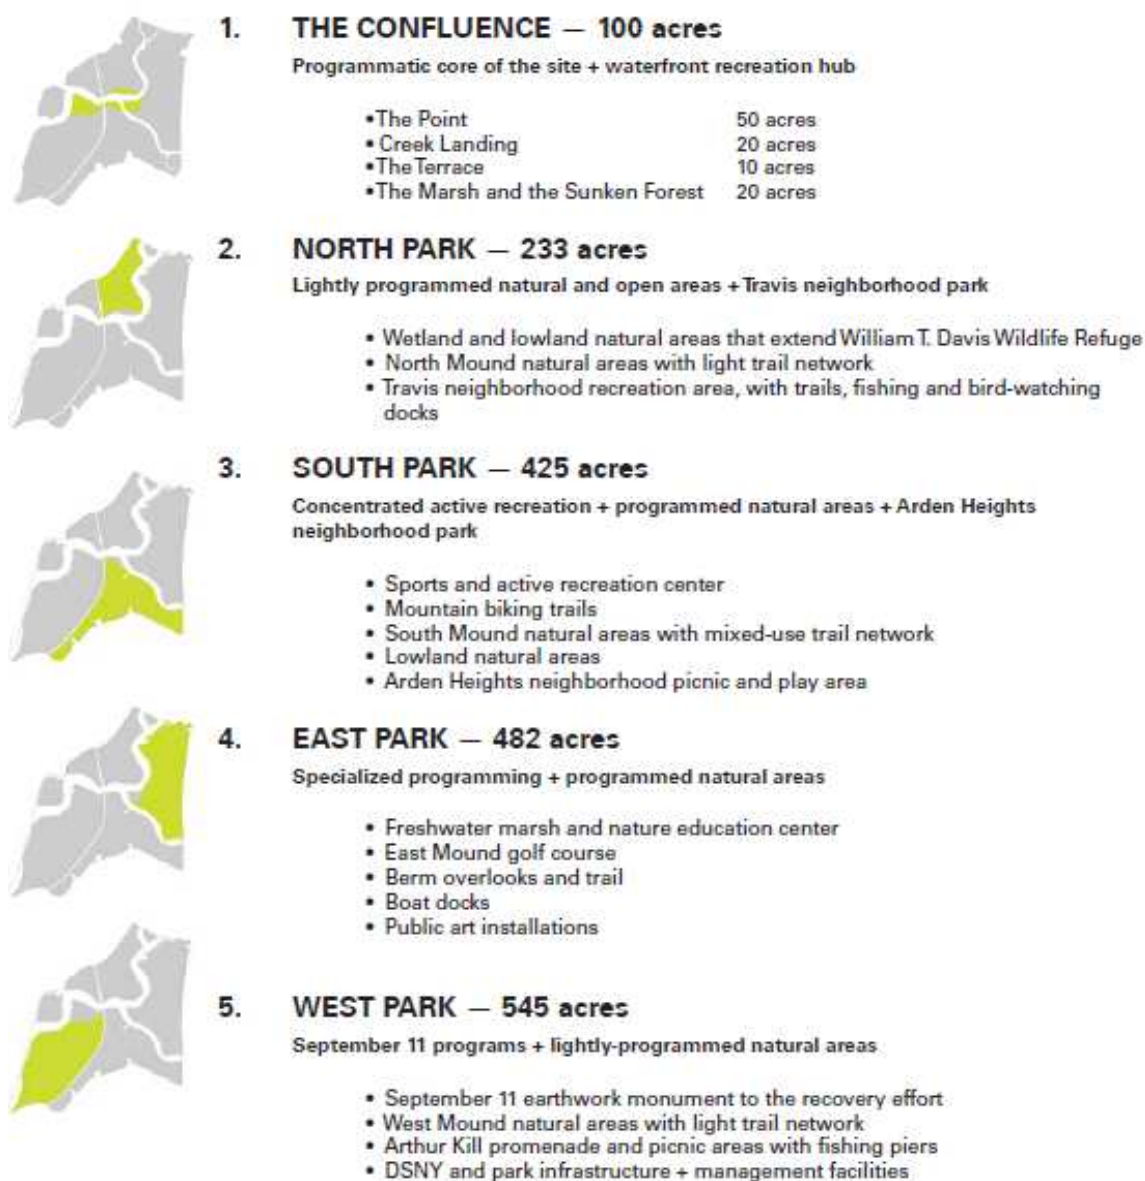 1. THE CONFLUENCE — 100 acres
Programmatic core of the site + waterfront recreation hub
•The Point 50 acres
• Creek Landing 20 acres
•The Terrace 10 acres
•The Marsh and the Sunken Forest 20 acres
2. NORTH PARK — 233 acres
Lightly programmed natural and open areas + Travis neighborhood park
• Wetland and lowland natural areas that extend William T. Davis Wildlife Refuge
• North Mound natural areas with light trail network
• Travis neighborhood recreation area, with trails, fishing and bird-watching
docks
3. SOUTH PARK — 425 acres
Concentrated active recreation + programmed natural areas + Arden Heights
neighborhood park
• Sports and active recreation center
• Mountain biking trails
• South Mound natural areas with mixed-use trail network
• Lowland natural areas
• Arden Heights neighborhood picnic and play area
4. EAST PARK — 482 acres
Specialized programming + programmed natural areas
• Freshwater marsh and nature education center
• East Mound golf course
• Berm overlooks and trail
• Boat docks
• Public art installations
5. WEST PARK — 545 acres
September 11 programs + lightly-programmed natural areas
• September 11 earthwork monument to the recovery effort
• West Mound natural areas with light trail network
• Arthur Kill promenade and picnic areas with fishing piers
• DSNY and park infrastructure + management facilities